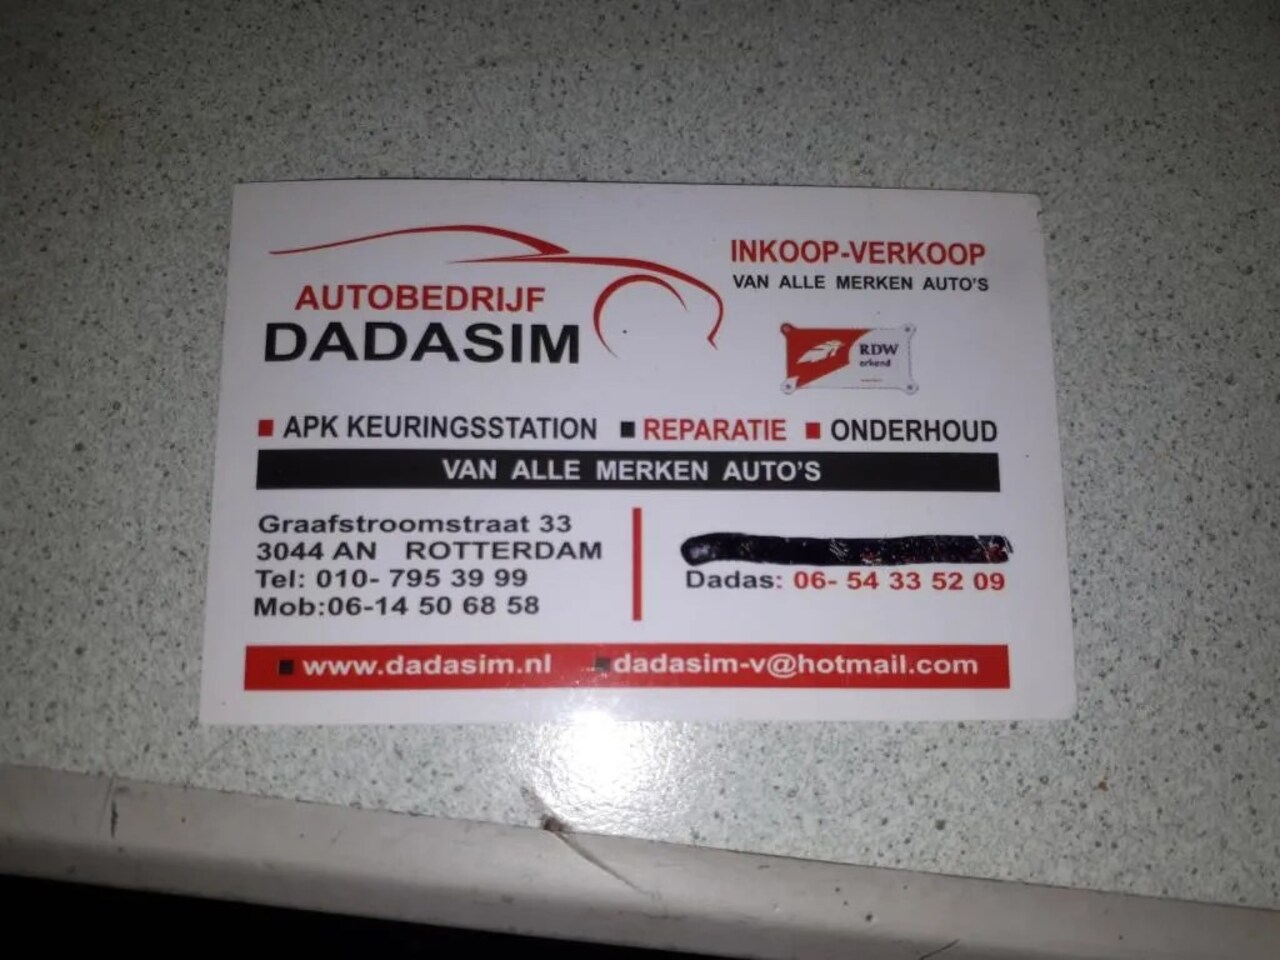 AUTOBEDRIJF
DADASIM
INKOOP-VERKOOP
VAN ALLE MERKEN AUTO'S
RDW
erkend
APK KEURINGSSTATION REPARATIE ONDERHOUD
VAN ALLE MERKEN AUTO'S
Graafstroomstraat 33
3044 AN ROTTERDAM
Tel: 010- 795 39 99
Mob:06-14 50 68 58
Dadas: 06- 54 33 52 09
www.dadasim.nl dadasim-v@hotmail.com